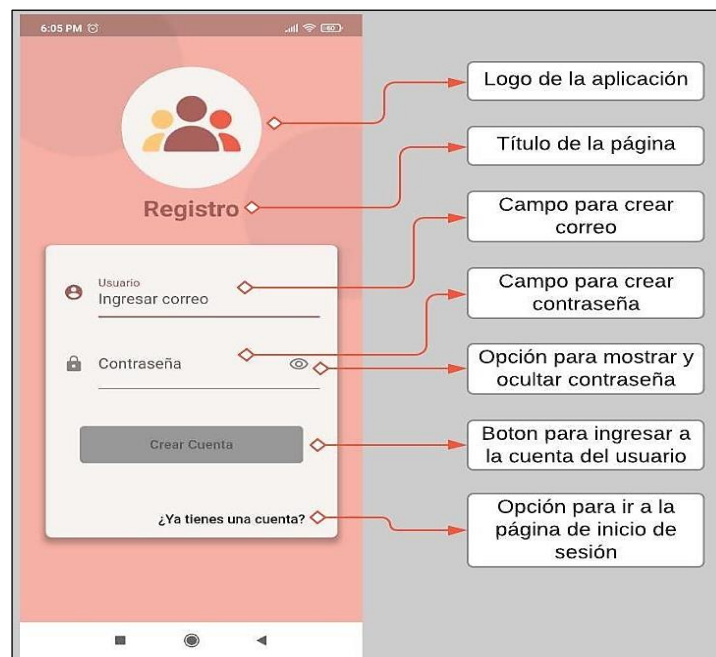 6:05 PM
60
Registro
Usuario
Ingresar correo
Contraseña
Crear Cuenta
¿Ya tienes una cuenta?
Logo de la aplicación
Título de la página
Campo para crear
correo
Campo para crear
contraseña
Opción para mostrar y
ocultar contraseña
Boton para ingresar a
la cuenta del usuario
Opción para ir a la
página de inicio de
sesión